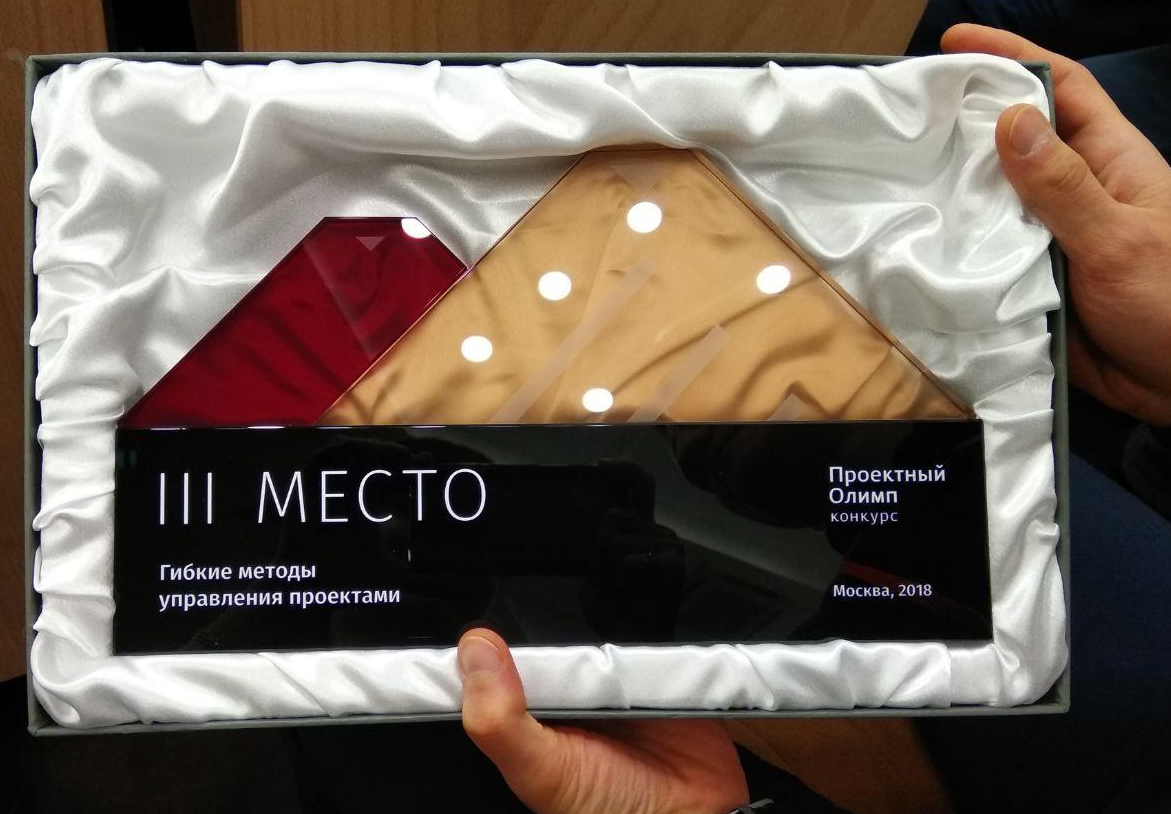 III МЕСТО
Гибкие методы
управления проектами
Проектный
Олимп
конкурс
Москва, 2018